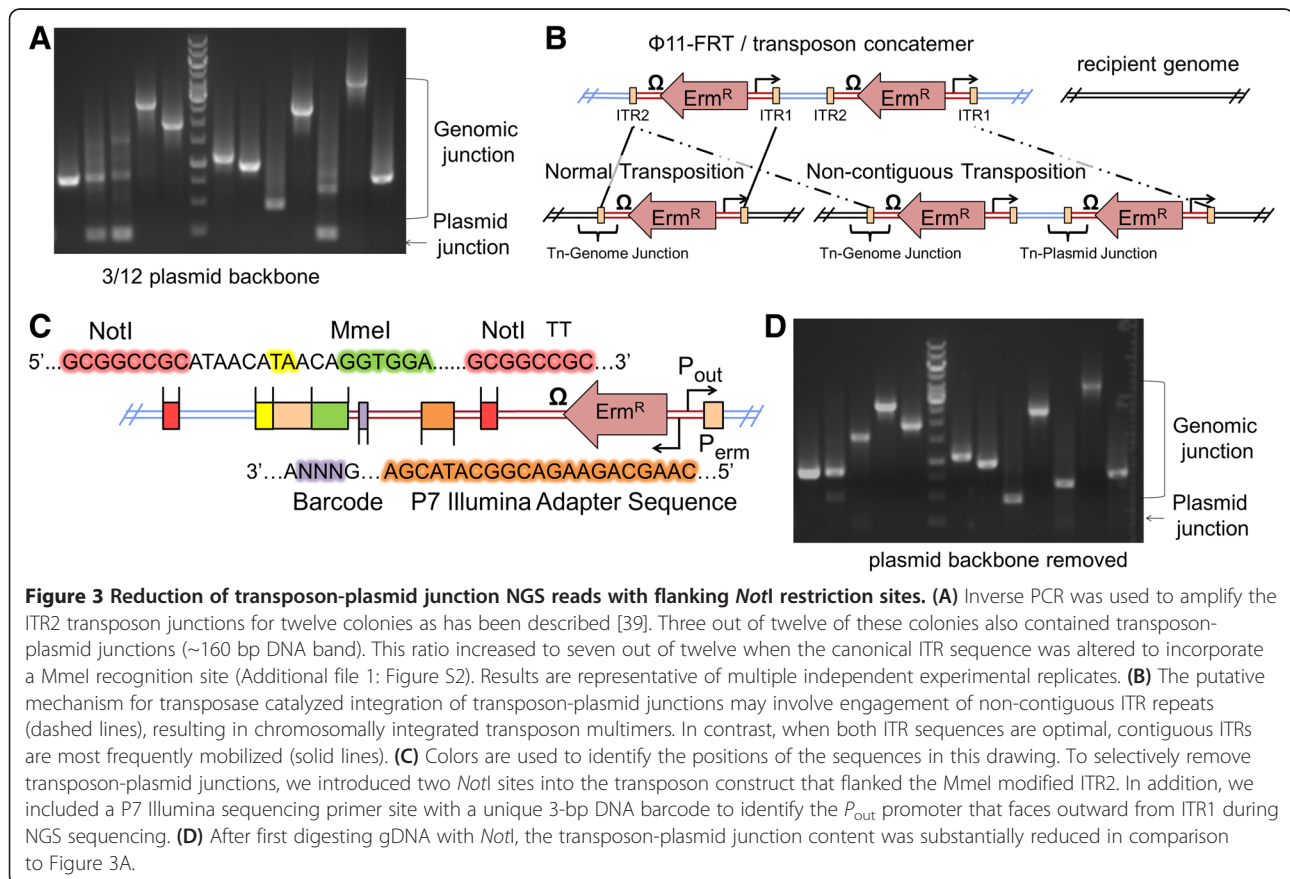 A
Genomic
junction
Plasmid
junction
3/12 plasmid backbone
B
Φ11-FRT / transposon concatemer
recipient genome
Ω
Erm^R
Ω
Erm^R
ITR2
ITR1
ITR2
ITR1
Normal Transposition
Non-contiguous Transposition
Ω
Erm^R
Ω
Erm^R
Ω
Erm^R
Tn-Genome Junction
Tn-Genome Junction
Tn-Plasmid Junction
C
NotI
MmeI
NotI
TT
5'...GCGGCCGCATAACATAACAGGTGGA......GCGGCCGC...3'
Ω
Erm^R
P_out
P_erm
3'...ANNNG...AGCATACGGCAGAAGACGAAC...5'
Barcode
P7 Illumina Adapter Sequence
D
Genomic
junction
Plasmid
junction
plasmid backbone removed
Figure 3 Reduction of transposon-plasmid junction NGS reads with flanking NotI restriction sites. (A) Inverse PCR was used to amplify the
ITR2 transposon junctions for twelve colonies as has been described [39]. Three out of twelve of these colonies also contained transposon-
plasmid junctions (~160 bp DNA band). This ratio increased to seven out of twelve when the canonical ITR sequence was altered to incorporate
a MmeI recognition site (Additional file 1: Figure S2). Results are representative of multiple independent experimental replicates. (B) The putative
mechanism for transposase catalyzed integration of transposon-plasmid junctions may involve engagement of non-contiguous ITR repeats
(dashed lines), resulting in chromosomally integrated transposon multimers. In contrast, when both ITR sequences are optimal, contiguous ITRs
are most frequently mobilized (solid lines). (C) Colors are used to identify the positions of the sequences in this drawing. To selectively remove
transposon-plasmid junctions, we introduced two NotI sites into the transposon construct that flanked the MmeI modified ITR2. In addition, we
included a P7 Illumina sequencing primer site with a unique 3-bp DNA barcode to identify the P_out promoter that faces outward from ITR1 during
NGS sequencing. (D) After first digesting gDNA with NotI, the transposon-plasmid junction content was substantially reduced in comparison
to Figure 3A.